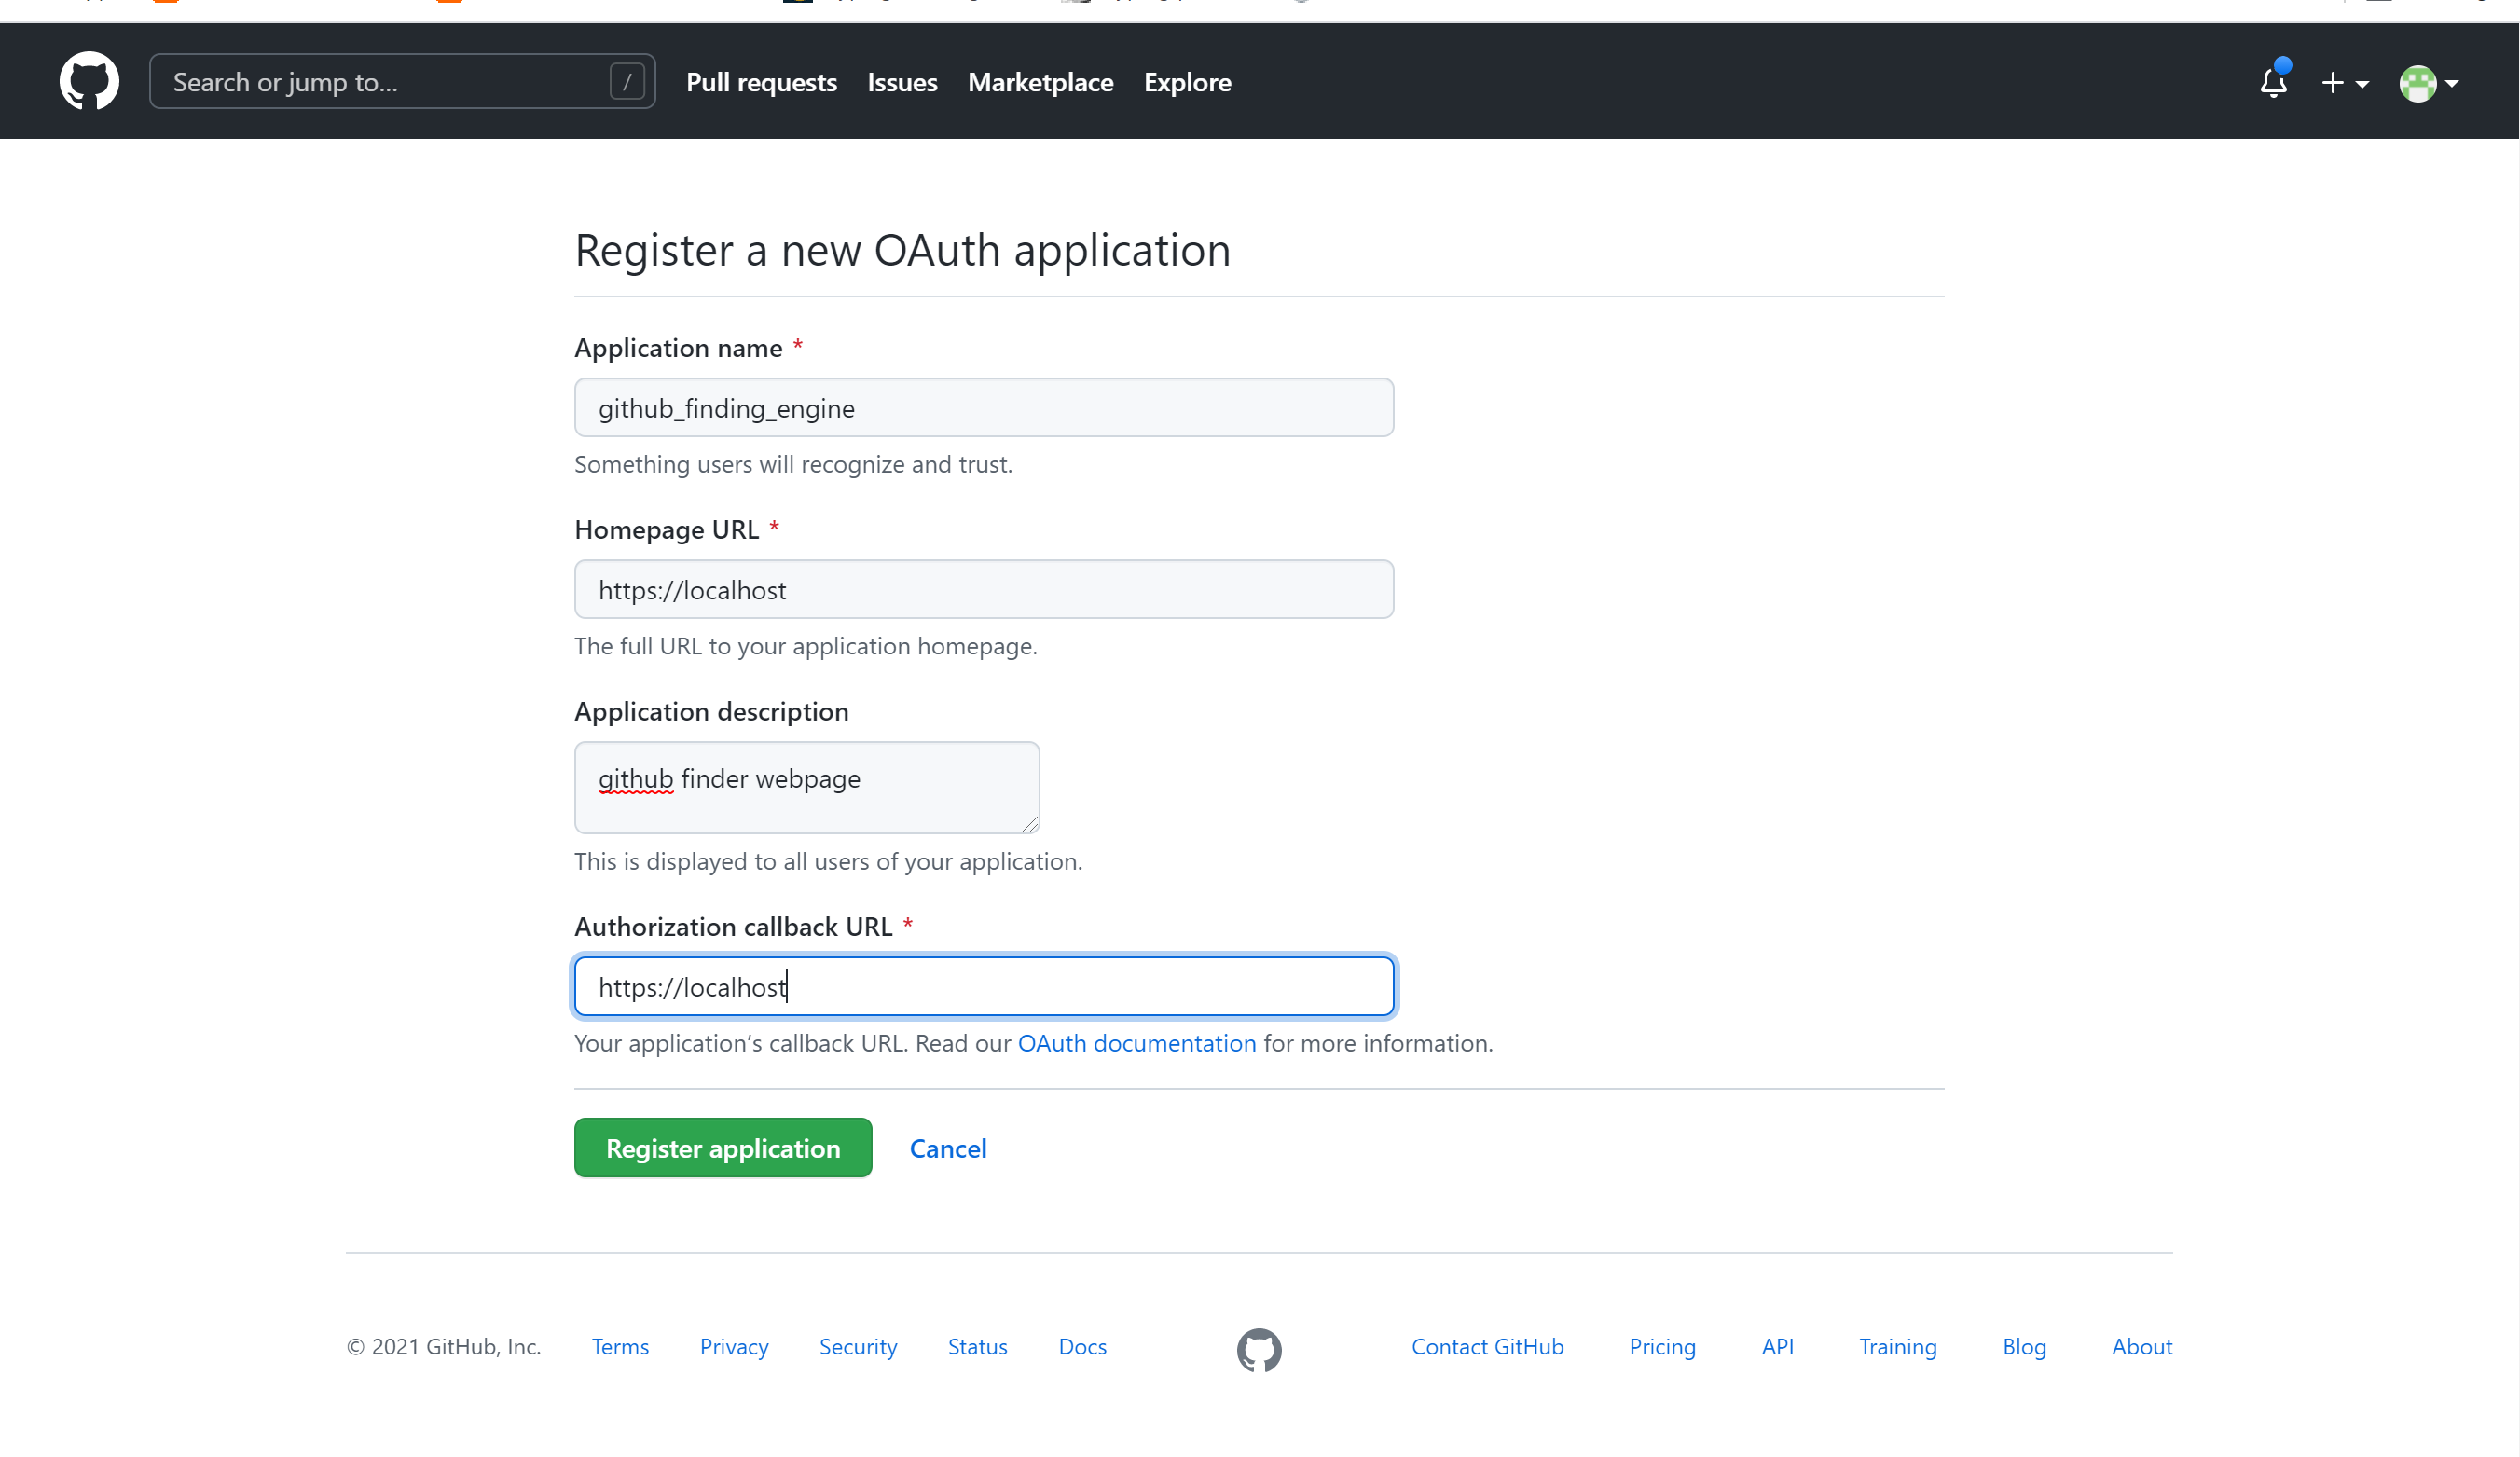 Search or jump to... /
Pull requests Issues Marketplace Explore
Register a new OAuth application
Application name *
github_finding_engine
Something users will recognize and trust.
Homepage URL *
https://localhost
The full URL to your application homepage.
Application description
github finder webpage
This is displayed to all users of your application.
Authorization callback URL *
https://localhost
Your application’s callback URL. Read our OAuth documentation for more information.
Register application Cancel
© 2021 GitHub, Inc. Terms Privacy Security Status Docs Contact GitHub Pricing API Training Blog About